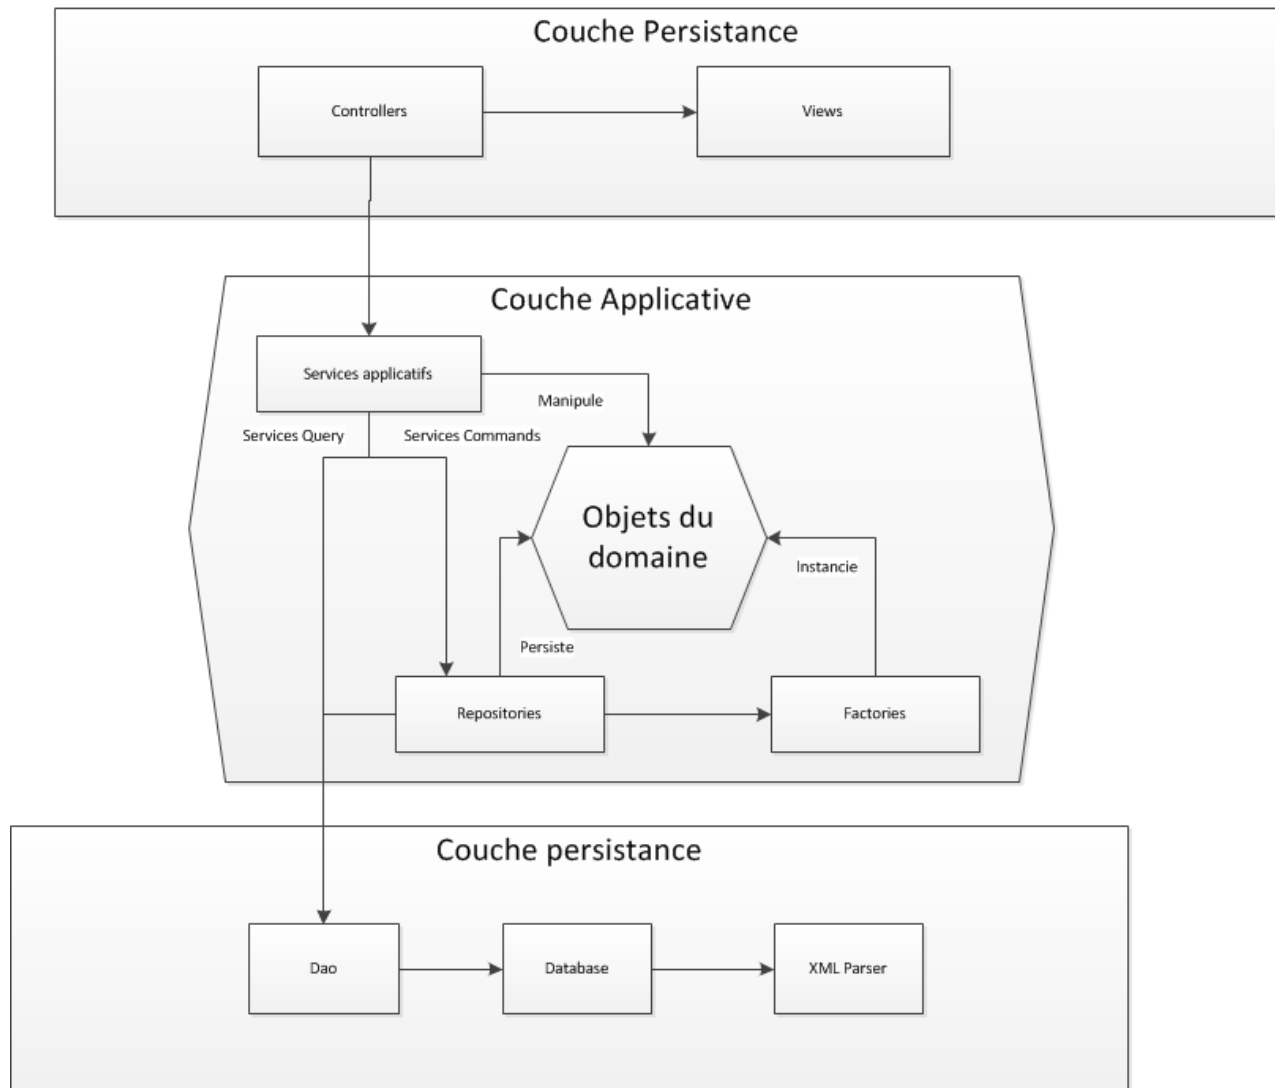 Couche Persistance
Controllers
Views
Couche Applicative
Services applicatifs
Manipule
Services Query
Services Commands
Objets du
domaine
Instancie
Persiste
Repositories
Factories
Couche persistance
Dao
Database
XML Parser